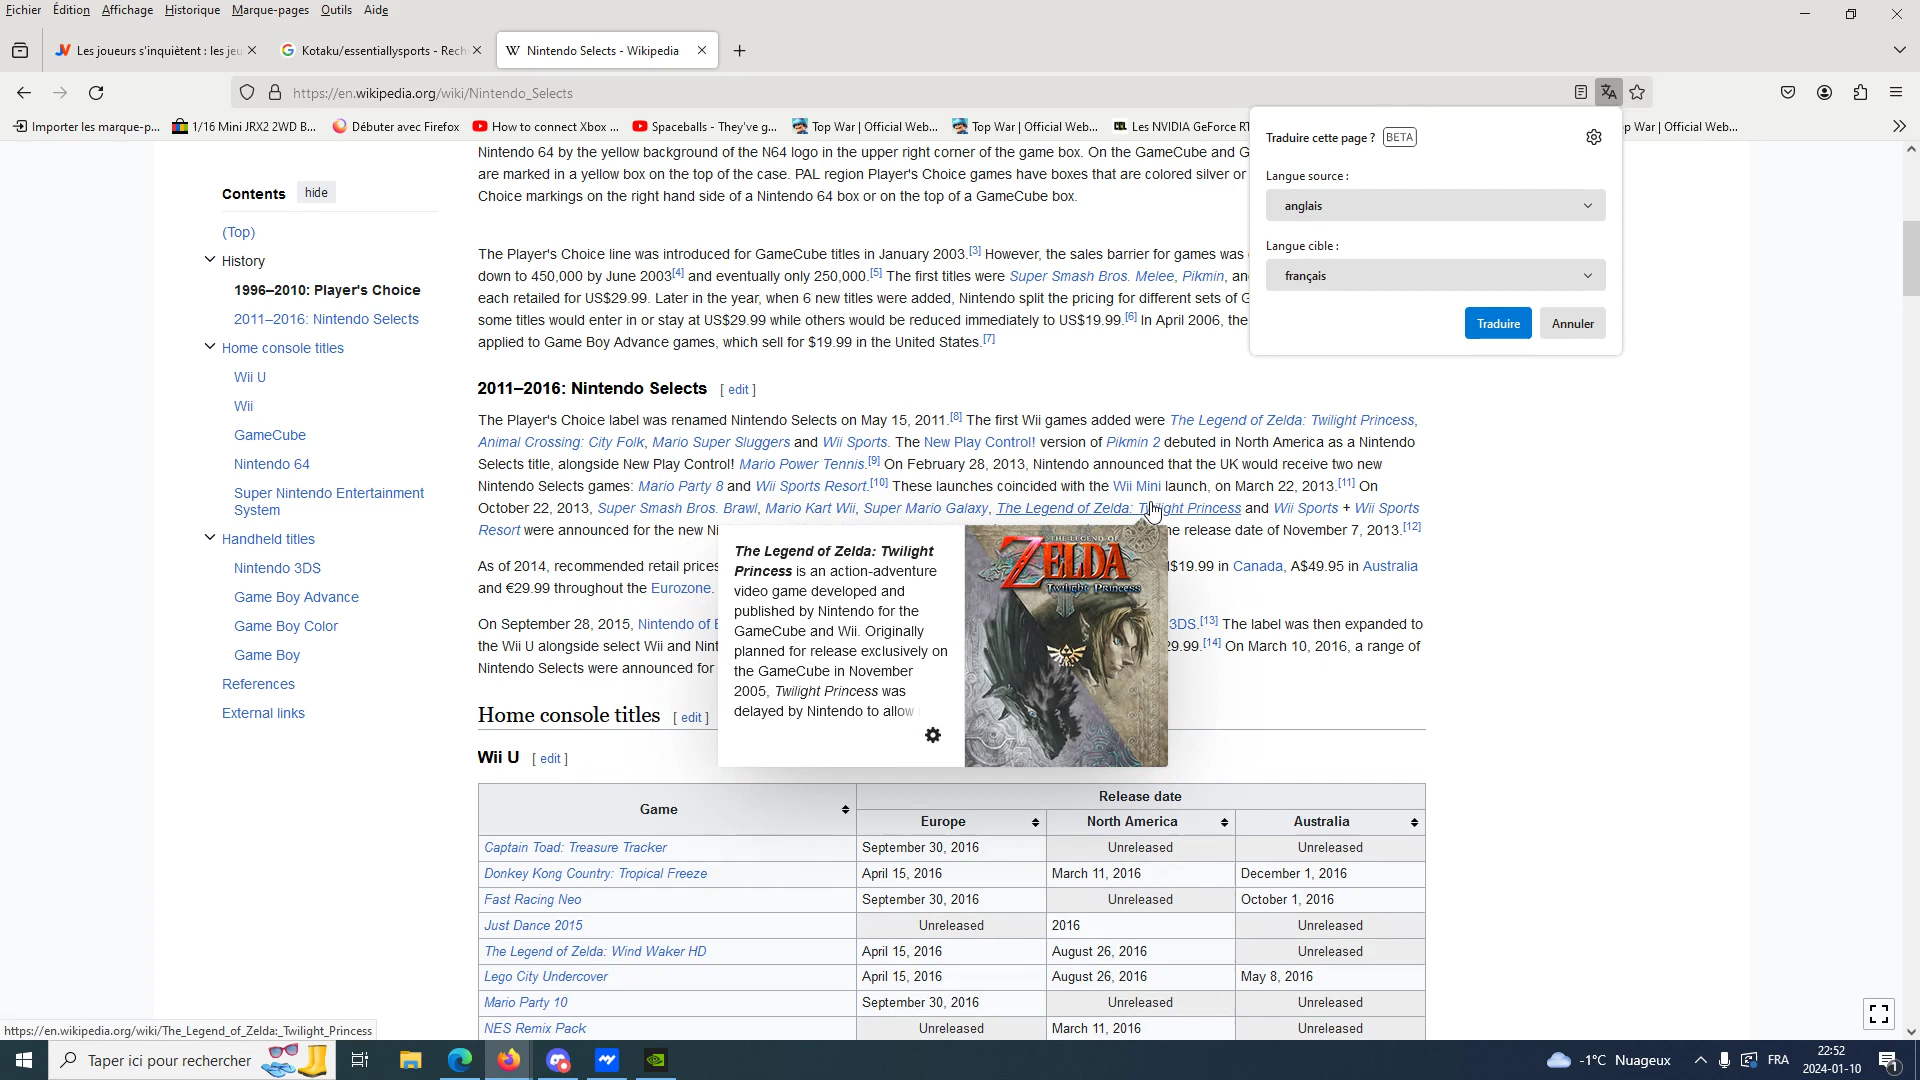 Fichier Édition Affichage Historique Marque-pages Outils Aide
Les joueurs s'inquiètent : les jeu
Kotaku/essentiallysports - Rech
Nintendo Selects - Wikipedia
https://en.wikipedia.org/wiki/Nintendo_Selects
Importer les marque-p...
1/16 Mini JRX2 2WD B...
Débuter avec Firefox
How to connect Xbox ...
Spaceballs - They've g...
Top War | Official Web...
Top War | Official Web...
Les NVIDIA GeForce RT
p War | Official Web...
Traduire cette page ? BETA
Langue source :
anglais
Langue cible :
français
Traduire
Annuler
Contents hide
(Top)
History
1996–2010: Player's Choice
2011–2016: Nintendo Selects
Home console titles
Wii U
Wii
GameCube
Nintendo 64
Super Nintendo Entertainment
System
Handheld titles
Nintendo 3DS
Game Boy Advance
Game Boy Color
Game Boy
References
External links
Nintendo 64 by the yellow background of the N64 logo in the upper right corner of the game box. On the GameCube and G
are marked in a yellow box on the top of the case. PAL region Player's Choice games have boxes that are colored silver or
Choice markings on the right hand side of a Nintendo 64 box or on the top of a GameCube box.
The Player's Choice line was introduced for GameCube titles in January 2003.[3] However, the sales barrier for games was
down to 450,000 by June 2003[4] and eventually only 250,000.[5] The first titles were Super Smash Bros. Melee, Pikmin, an
each retailed for US$29.99. Later in the year, when 6 new titles were added, Nintendo split the pricing for different sets of G
some titles would enter in or stay at US$29.99 while others would be reduced immediately to US$19.99.[6] In April 2006, the
applied to Game Boy Advance games, which sell for $19.99 in the United States.[7]
2011–2016: Nintendo Selects [ edit ]
The Player's Choice label was renamed Nintendo Selects on May 15, 2011.[8] The first Wii games added were The Legend of Zelda: Twilight Princess,
Animal Crossing: City Folk, Mario Super Sluggers and Wii Sports. The New Play Control! version of Pikmin 2 debuted in North America as a Nintendo
Selects title, alongside New Play Control! Mario Power Tennis.[9] On February 28, 2013, Nintendo announced that the UK would receive two new
Nintendo Selects games: Mario Party 8 and Wii Sports Resort.[10] These launches coincided with the Wii Mini launch, on March 22, 2013.[11] On
October 22, 2013, Super Smash Bros. Brawl, Mario Kart Wii, Super Mario Galaxy, The Legend of Zelda: Twilight Princess and Wii Sports + Wii Sports
Resort were announced for the new Ni
e release date of November 7, 2013.[12]
As of 2014, recommended retail prices
$19.99 in Canada, A$49.95 in Australia
and €29.99 throughout the Eurozone.
On September 28, 2015, Nintendo of
3DS.[13] The label was then expanded to
the Wii U alongside select Wii and Nint
9.99.[14] On March 10, 2016, a range of
Nintendo Selects were announced for
The Legend of Zelda: Twilight
Princess is an action-adventure
video game developed and
published by Nintendo for the
GameCube and Wii. Originally
planned for release exclusively on
the GameCube in November
2005, Twilight Princess was
delayed by Nintendo to allow
THE LEGEND OF
ZELDA
Twilight Princess
Home console titles [ edit ]
Wii U [ edit ]
Game Release date
Europe North America Australia
Captain Toad: Treasure Tracker September 30, 2016 Unreleased Unreleased
Donkey Kong Country: Tropical Freeze April 15, 2016 March 11, 2016 December 1, 2016
Fast Racing Neo September 30, 2016 Unreleased October 1, 2016
Just Dance 2015 Unreleased 2016 Unreleased
The Legend of Zelda: Wind Waker HD April 15, 2016 August 26, 2016 Unreleased
Lego City Undercover April 15, 2016 August 26, 2016 May 8, 2016
Mario Party 10 September 30, 2016 Unreleased Unreleased
NES Remix Pack Unreleased March 11, 2016 Unreleased
https://en.wikipedia.org/wiki/The_Legend_of_Zelda:_Twilight_Princess
Taper ici pour rechercher
-1°C Nuageux
FRA
22:52
2024-01-10
1